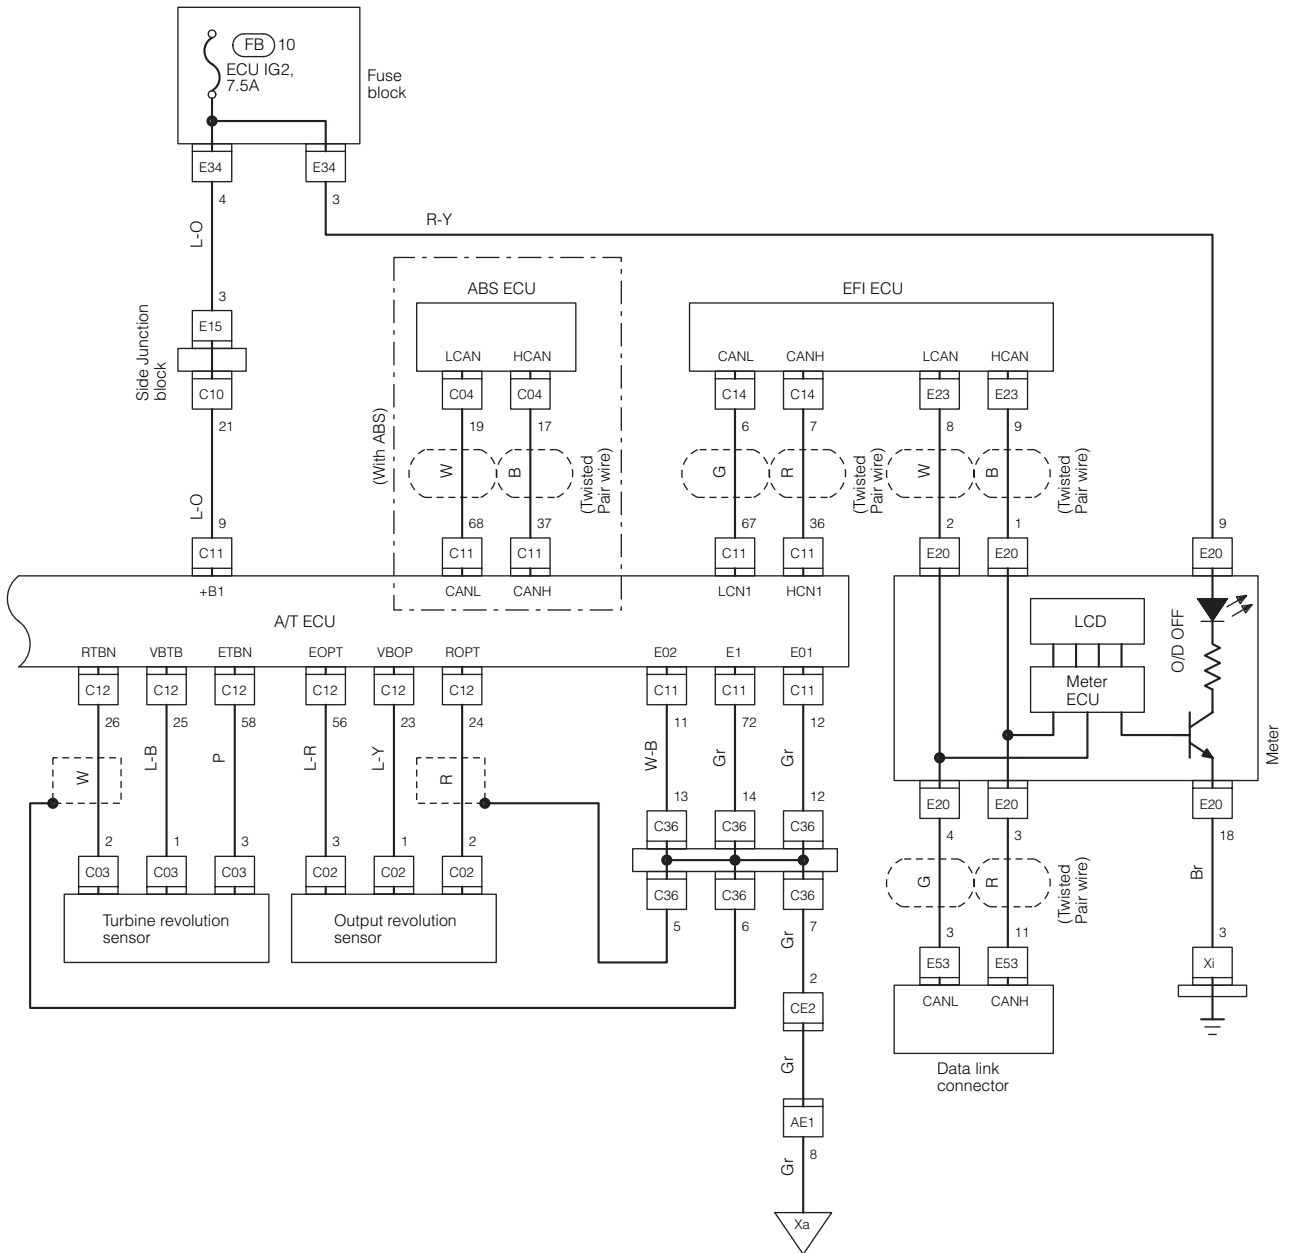 FB 10
ECU IG2,
7.5A
Fuse
block
E34 E34
4 3
R-Y
L-O
3
E15
Side Junction
block
C10
21
L-O
9
C11
+B1
ABS ECU
LCAN HCAN
C04 C04
19 17
(With ABS)
W B
(Twisted
Pair wire)
68 37
C11 C11
CANL CANH
EFI ECU
CANL CANH LCAN HCAN
C14 C14 E23 E23
6 7 8 9
G R
(Twisted
Pair wire)
W B
(Twisted
Pair wire)
67 36 2 1 9
C11 C11 E20 E20 E20
LCN1 HCN1
A/T ECU
RTBN VBTB ETBN EOPT VBOP ROPT E02 E1 E01
C12 C12 C12 C12 C12 C12 C11 C11 C11
26 25 58 56 23 24 11 72 12
W L-B P L-R L-Y R W-B Gr Gr
2 1 3 3 1 2 13 14 12
C03 C03 C03 C02 C02 C02 C36 C36 C36
Turbine revolution
sensor
Output revolution
sensor
C36 C36 C36
5 6 7
Gr
2
CE2
Gr
AE1
8
Gr
Xa
LCD
Meter
ECU
O/D OFF
Meter
E20 E20 E20
4 3 18
G R
(Twisted
Pair wire)
Br
3 11 3
E53 E53 Xi
CANL CANH
Data link
connector